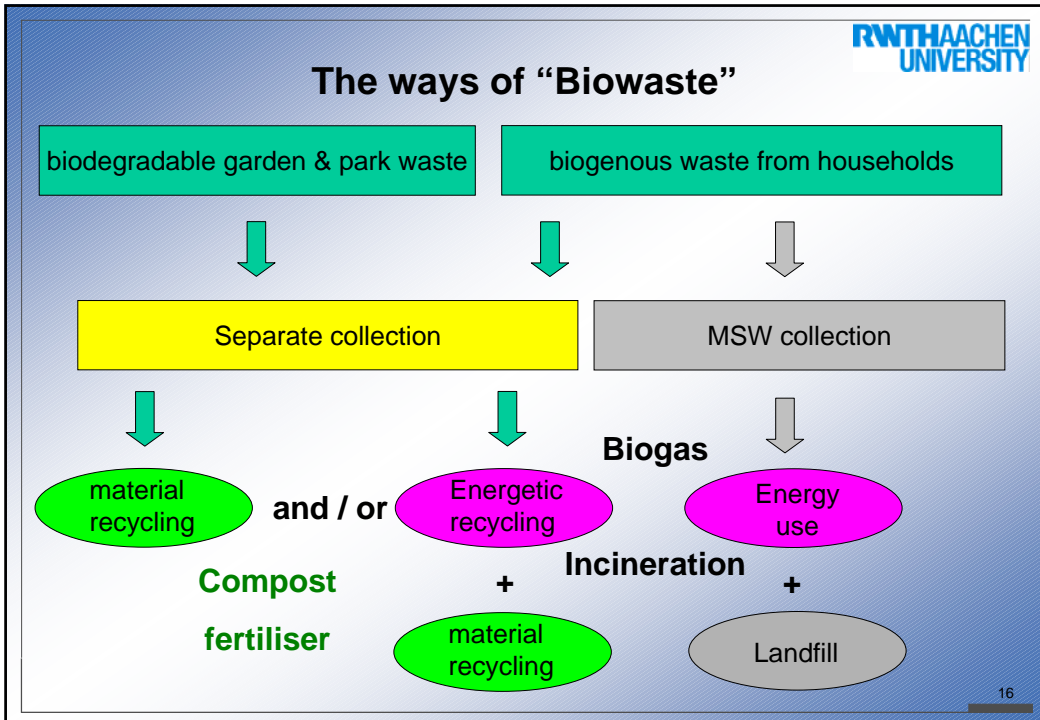 RWTHAACHEN
UNIVERSITY
The ways of “Biowaste”
biodegradable garden & park waste
biogenous waste from households
Separate collection
MSW collection
Biogas
material
recycling
and / or
Energetic
recycling
Energy
use
Incineration
Compost
fertiliser
+
+
material
recycling
Landfill
16